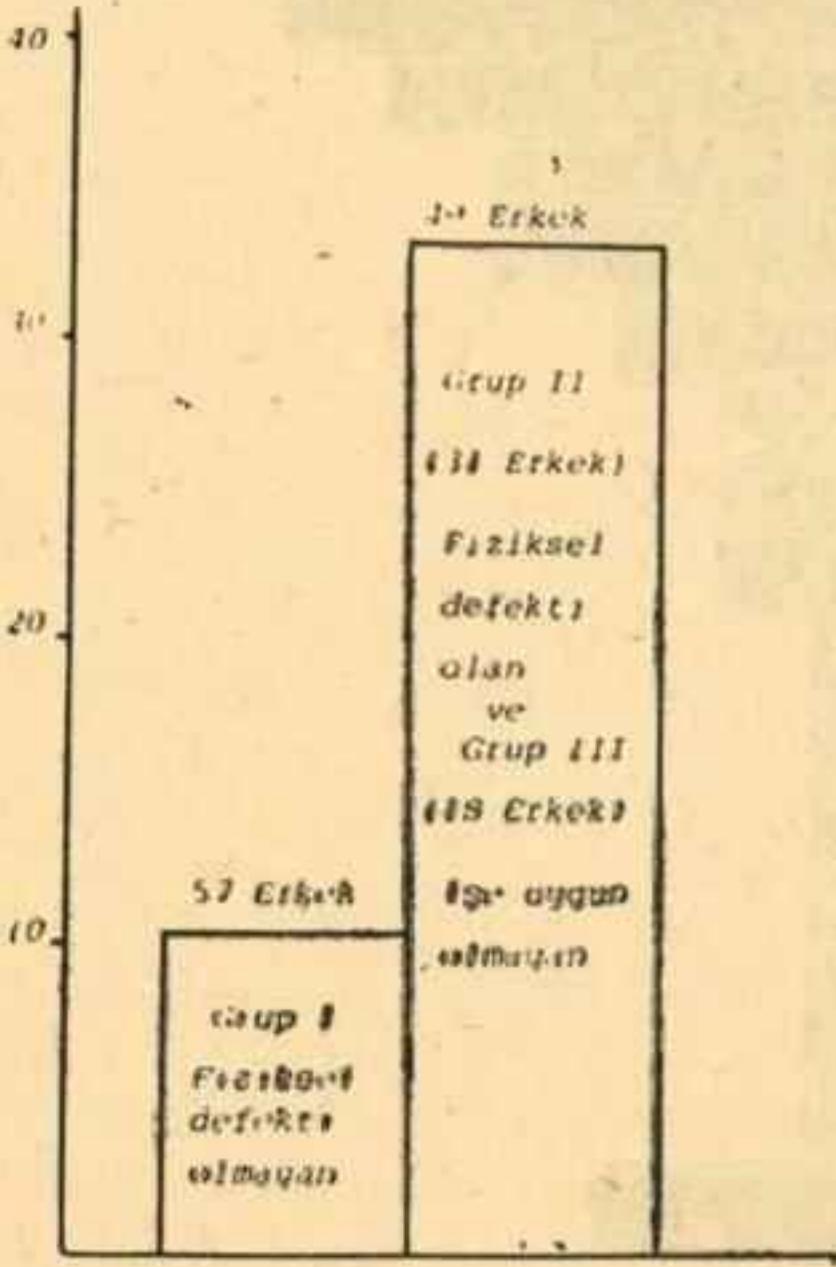 40
Erkek
Grup II
Erkek)
Fiziksel
defekti
olan
ve
20
Grup III
Erkek)
57 Erkek
uygun
olmayan
10
Grup I
Fiziksel
defekti
olmayan